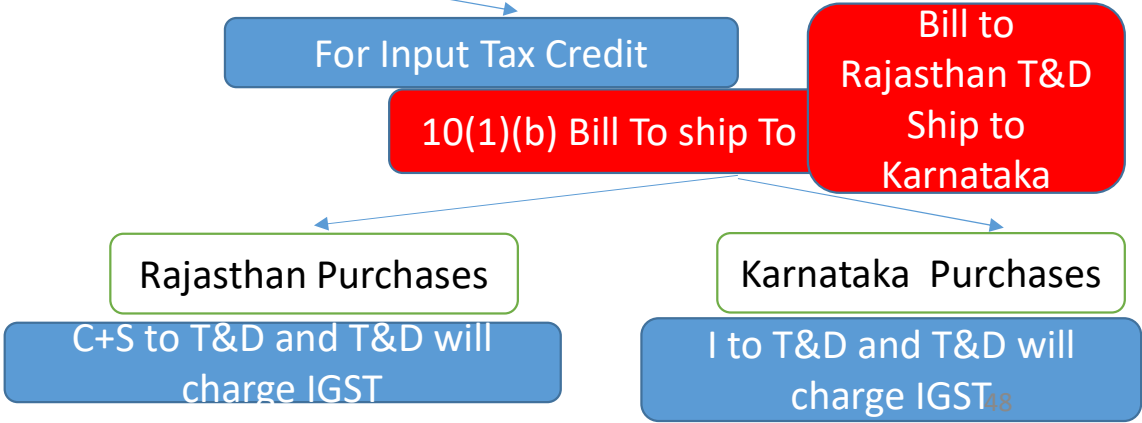 For Input Tax Credit
10(1)(b) Bill To ship To
Bill to
Rajasthan T&D
Ship to
Karnataka
Rajasthan Purchases
C+S to T&D and T&D will
charge IGST
Karnataka  Purchases
I to T&D and T&D will
charge IGST
48